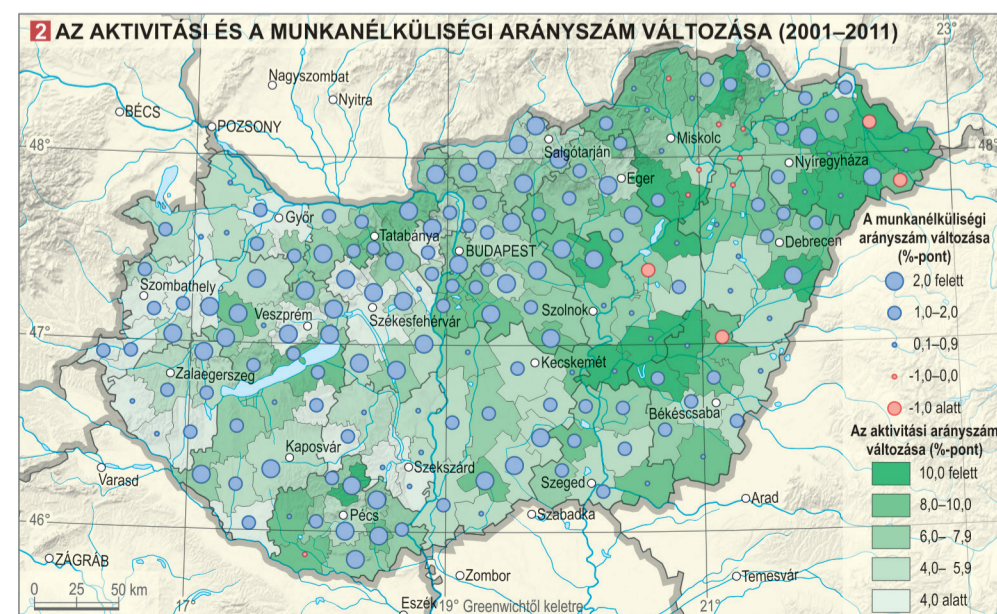 2 AZ AKTIVITÁSI ÉS A MUNKANÉLKÜLISÉGI ARÁNYSZÁM VÁLTOZÁSA (2001–2011)
23°
Nagyszombat
Nyitra
BÉCS
POZSONY
48°
Miskolc
48°
Salgótarján
Nyíregyháza
Eger
Győr
Tatabánya
BUDAPEST
Debrecen
Szombathely
Veszprém
Székesfehérvár
Szolnok
47°
Zalaegerszeg
Kecskemét
Békéscsaba
Kaposvár
Szekszárd
Varasd
Szeged
Arad
Pécs
Szabadka
46°
ZÁGRÁB
Zombor
Temesvár
0 25 50 km
17°
Eszék
19° Greenwichtől keletre
21°
A munkanélküliségi
arányszám változása
(%-pont)
2,0 felett
1,0–2,0
0,1–0,9
-1,0–0,0
-1,0 alatt
Az aktivitási arányszám
változása (%-pont)
10,0 felett
8,0–10,0
6,0– 7,9
4,0– 5,9
4,0 alatt
47°